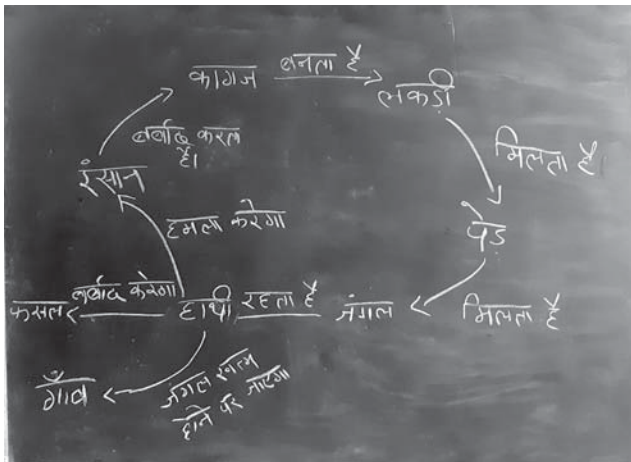 कागज बनता है लकड़ी
मिलता है
पेड़
मिलता है
जंगल
रहता है
हाथी
हमला करेगा
इंसान
बर्बाद करता
है।
बर्बाद करेगा
फसल
जंगल खत्म
होने पर जाएगा
गाँव